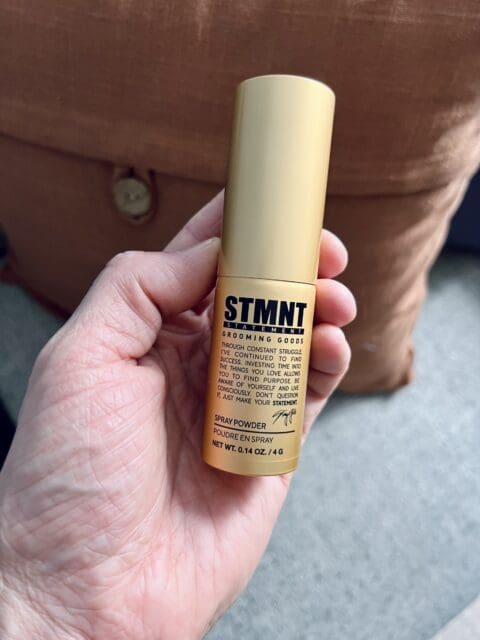 STMNT
STATEMENT
GROOMING GOODS
THROUGH CONSTANT STRUGGLE,
I'VE CONTINUED TO FIND
SUCCESS. INVESTING TIME INTO
THE THINGS YOU LOVE ALLOWS
YOU TO FIND PURPOSE. BE
AWARE OF YOURSELF AND LIVE
CONSCIOUSLY. DON'T QUESTION
IT, JUST MAKE YOUR STATEMENT.
SPRAY POWDER
POUDRE EN SPRAY
NET WT. 0.14 OZ. / 4 G